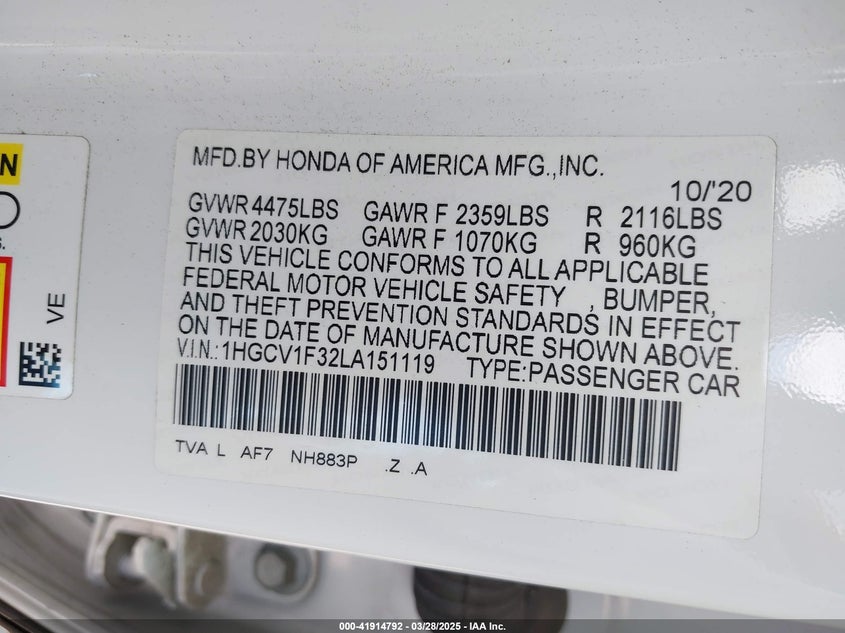 N
S.
VE
MFD.BY HONDA OF AMERICA MFG.,INC.
10/'20
GVWR 4475LBS GAWR F 2359LBS R 2116LBS
GVWR 2030KG GAWR F 1070KG R 960KG
THIS VEHICLE CONFORMS TO ALL APPLICABLE
FEDERAL MOTOR VEHICLE SAFETY , BUMPER,
AND THEFT PREVENTION STANDARDS IN EFFECT
ON THE DATE OF MANUFACTURE SHOWN ABOVE.
V.I.N.:1HGCV1F32LA151119 TYPE:PASSENGER CAR
TVA L AF7 NH883P .Z .A
000-41914792 — 03/28/2025 — IAA Inc.